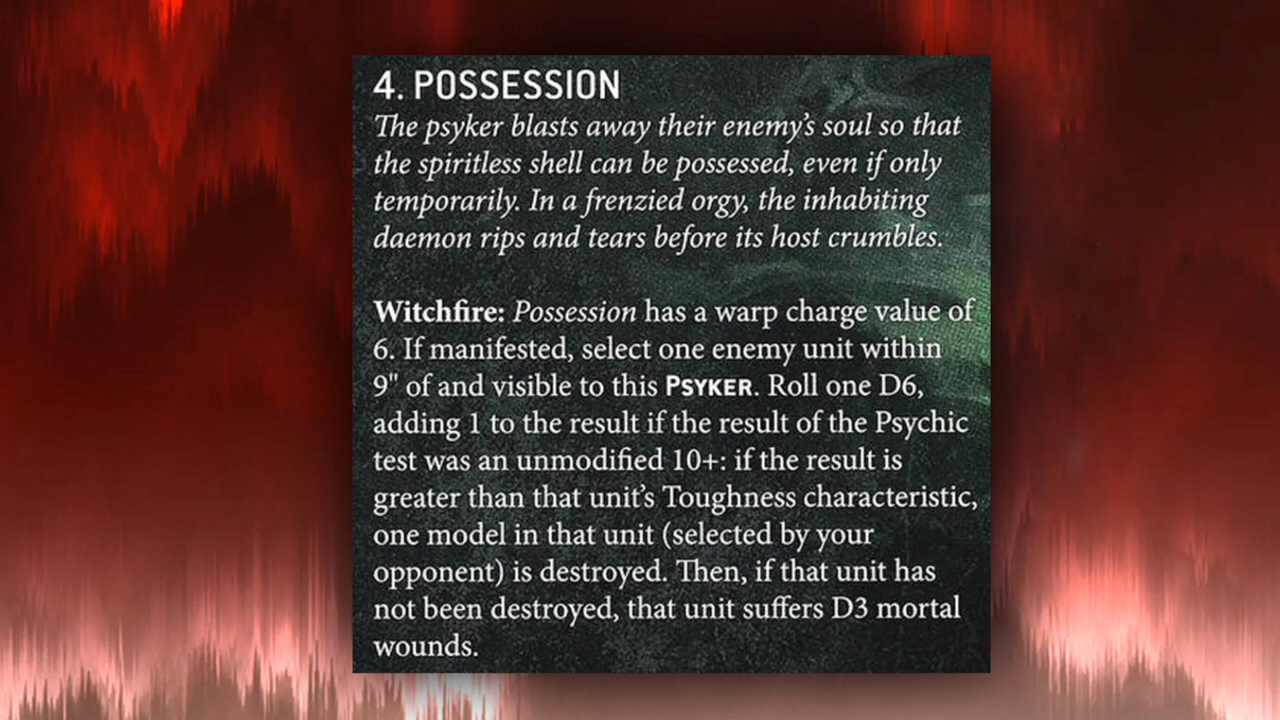 4. POSSESSION
The psyker blasts away their enemy's soul so that
the spiritless shell can be possessed, even if only
temporarily. In a frenzied orgy, the inhabiting
daemon rips and tears before its host crumbles.
Witchfire: Possession has a warp charge value of
6. If manifested, select one enemy unit within
9" of and visible to this PSYKER. Roll one D6,
adding 1 to the result if the result of the Psychic
test was an unmodified 10+: if the result is
greater than that unit's Toughness characteristic,
one model in that unit (selected by your
opponent) is destroyed. Then, if that unit has
not been destroyed, that unit suffers D3 mortal
wounds.